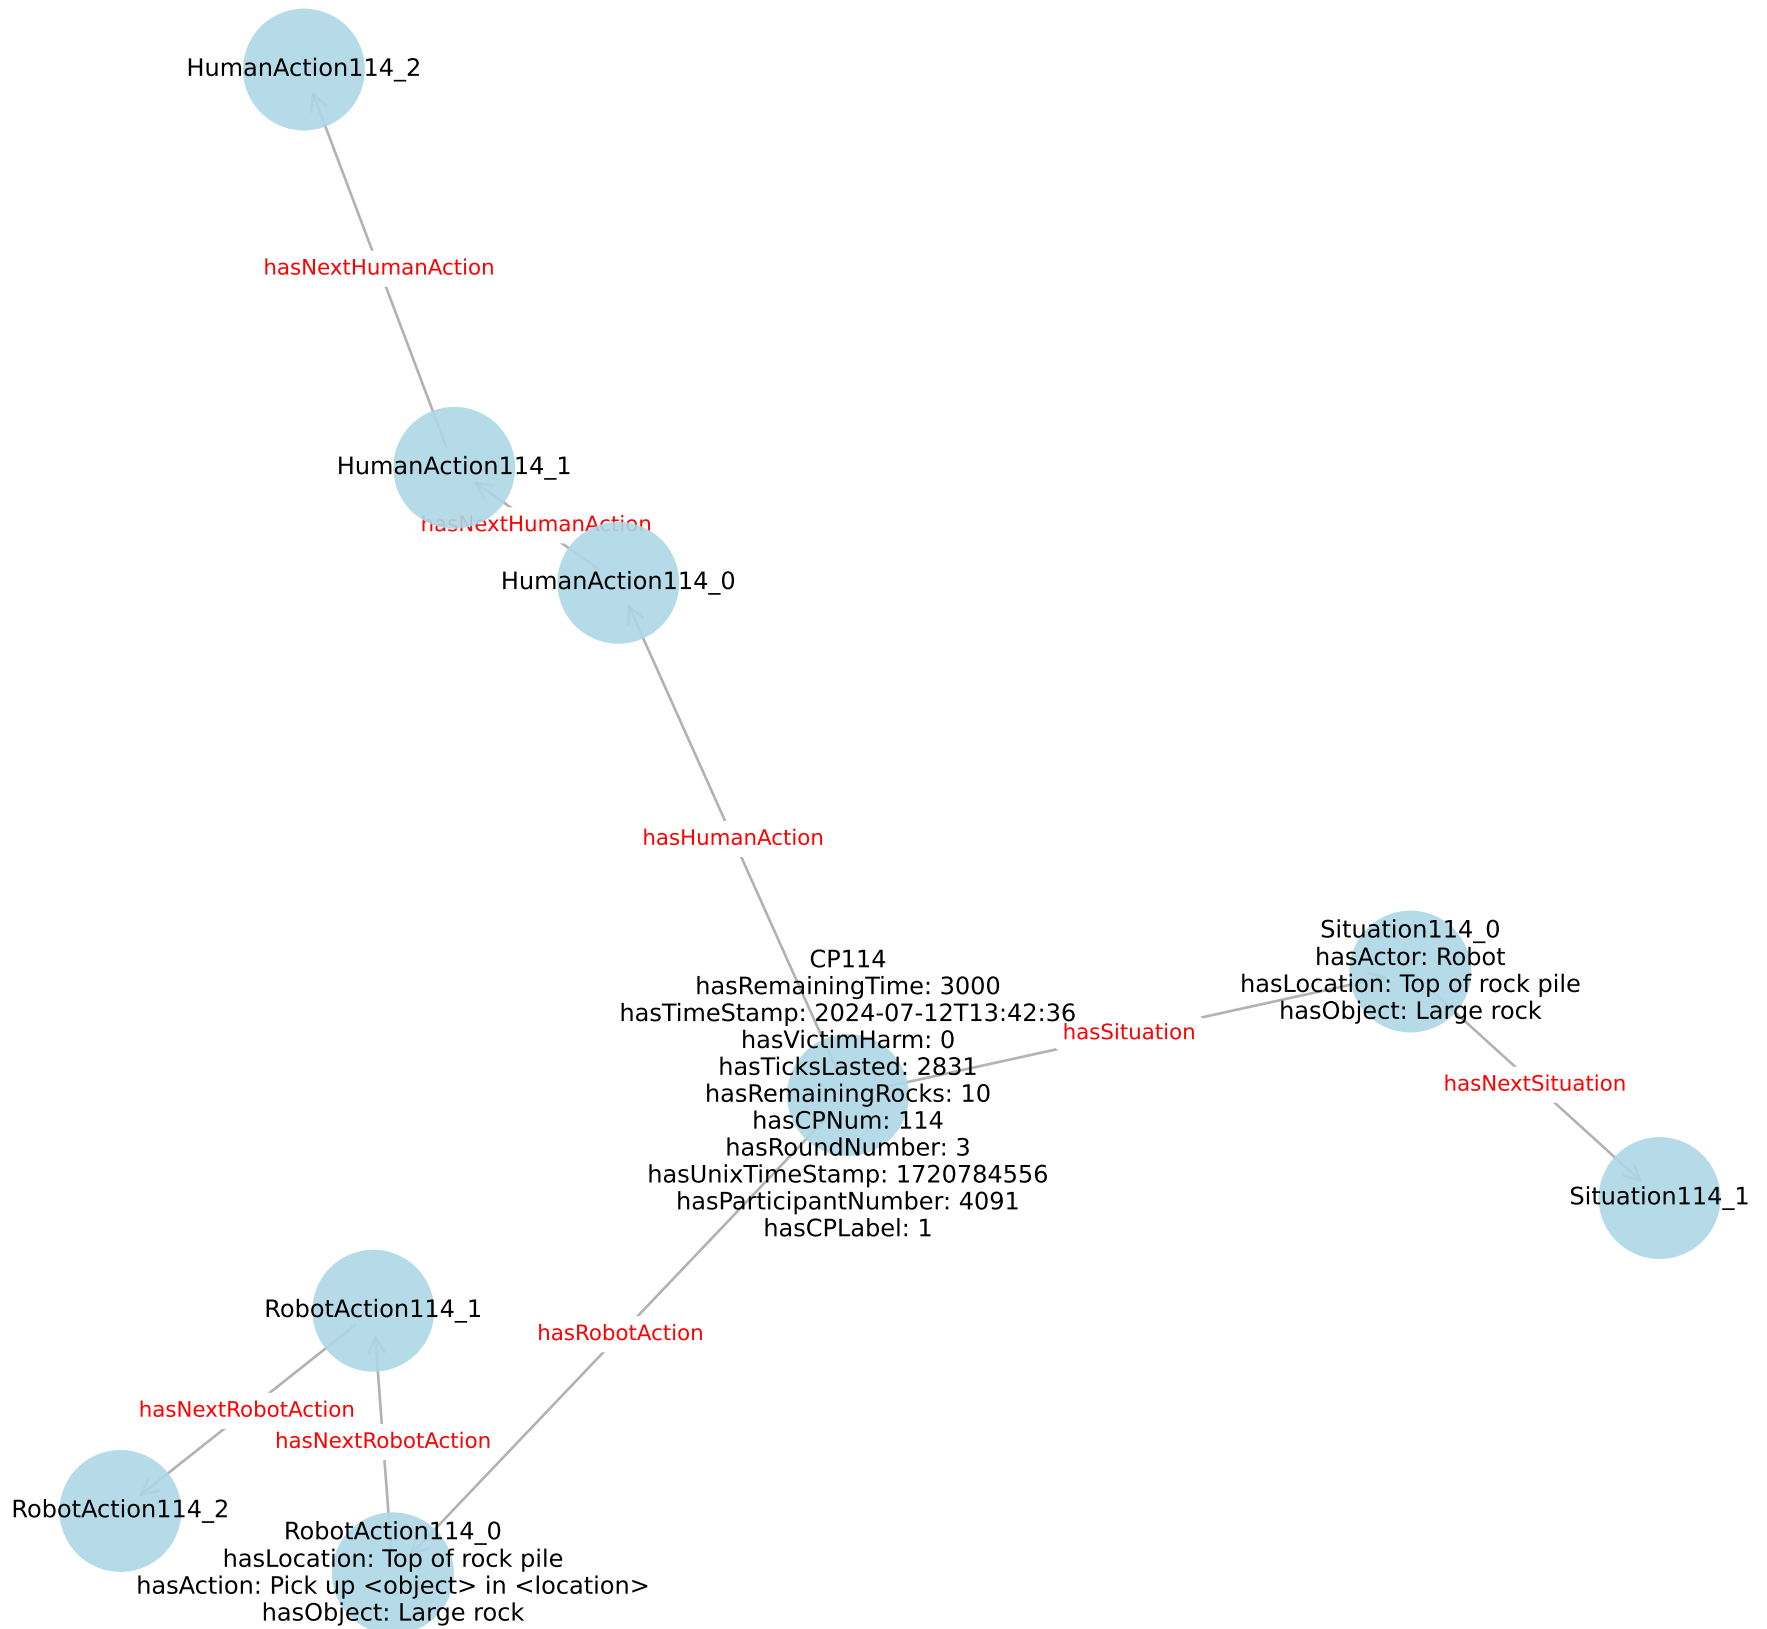 HumanAction114_2
hasNextHumanAction
HumanAction114_1
hasNextHumanAction
HumanAction114_0
hasHumanAction
CP114
hasRemainingTime: 3000
hasTimeStamp: 2024-07-12T13:42:36
hasVictimHarm: 0
hasTicksLasted: 2831
hasRemainingRocks: 10
hasCPNum: 114
hasRoundNumber: 3
hasUnixTimeStamp: 1720784556
hasParticipantNumber: 4091
hasCPLabel: 1
hasSituation
Situation114_0
hasActor: Robot
hasLocation: Top of rock pile
hasObject: Large rock
hasNextSituation
Situation114_1
hasRobotAction
RobotAction114_1
hasNextRobotAction
hasNextRobotAction
RobotAction114_2
RobotAction114_0
hasLocation: Top of rock pile
hasAction: Pick up <object> in <location>
hasObject: Large rock